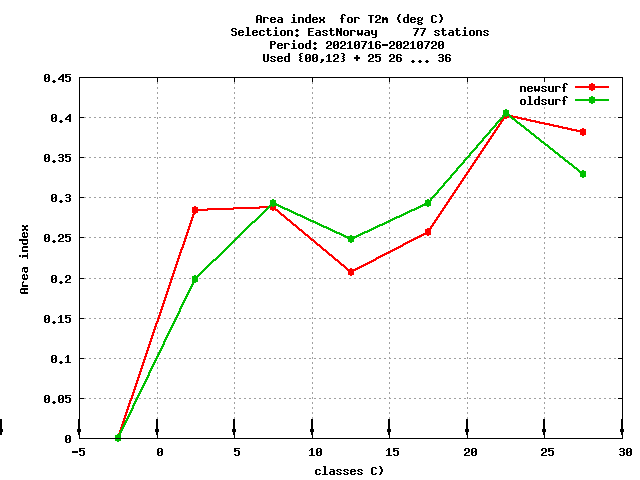 Area index  for T2m (deg C)
Selection: EastNorway     77 stations
Period: 20210716-20210720
Used {00,12} + 25 26 ... 36
newsurf
oldsurf
0.45
0.4
0.35
0.3
0.25
0.2
0.15
0.1
0.05
0
Area index
-5 0 5 10 15 20 25 30
classes C)